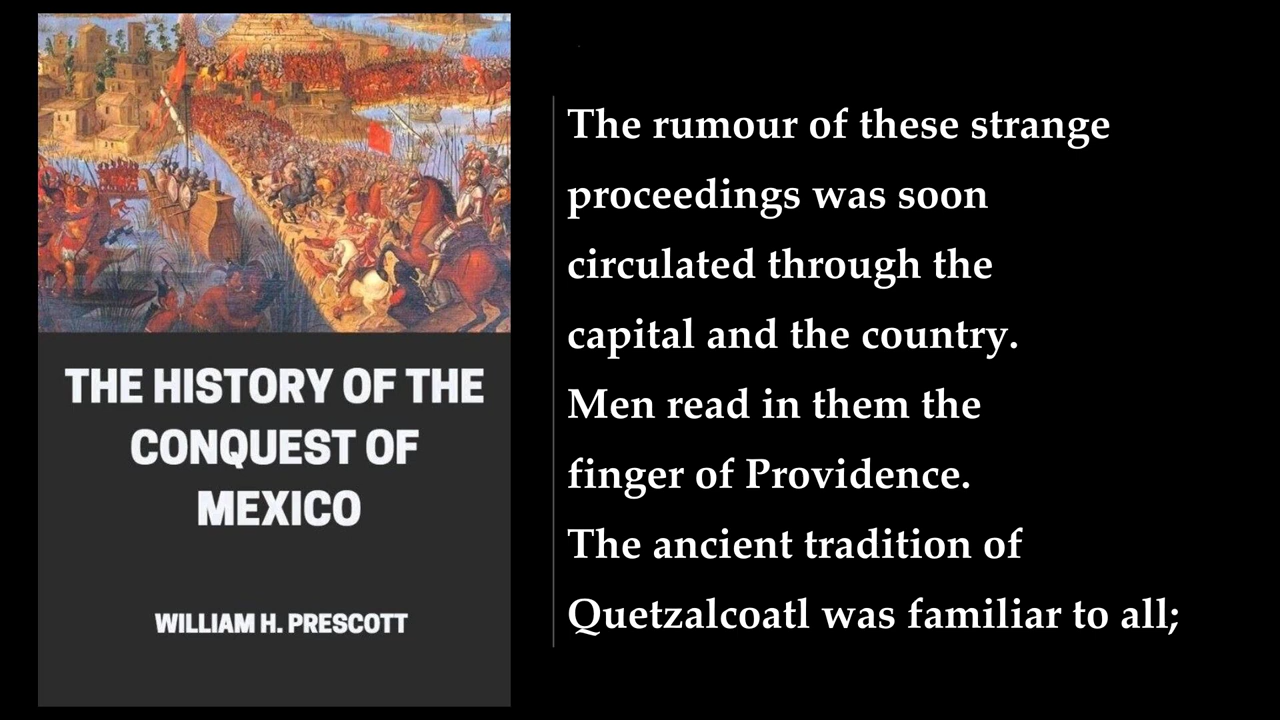 THE HISTORY OF THE
CONQUEST OF
MEXICO
WILLIAM H. PRESCOTT
The rumour of these strange
proceedings was soon
circulated through the
capital and the country.
Men read in them the
finger of Providence.
The ancient tradition of
Quetzalcoatl was familiar to all;